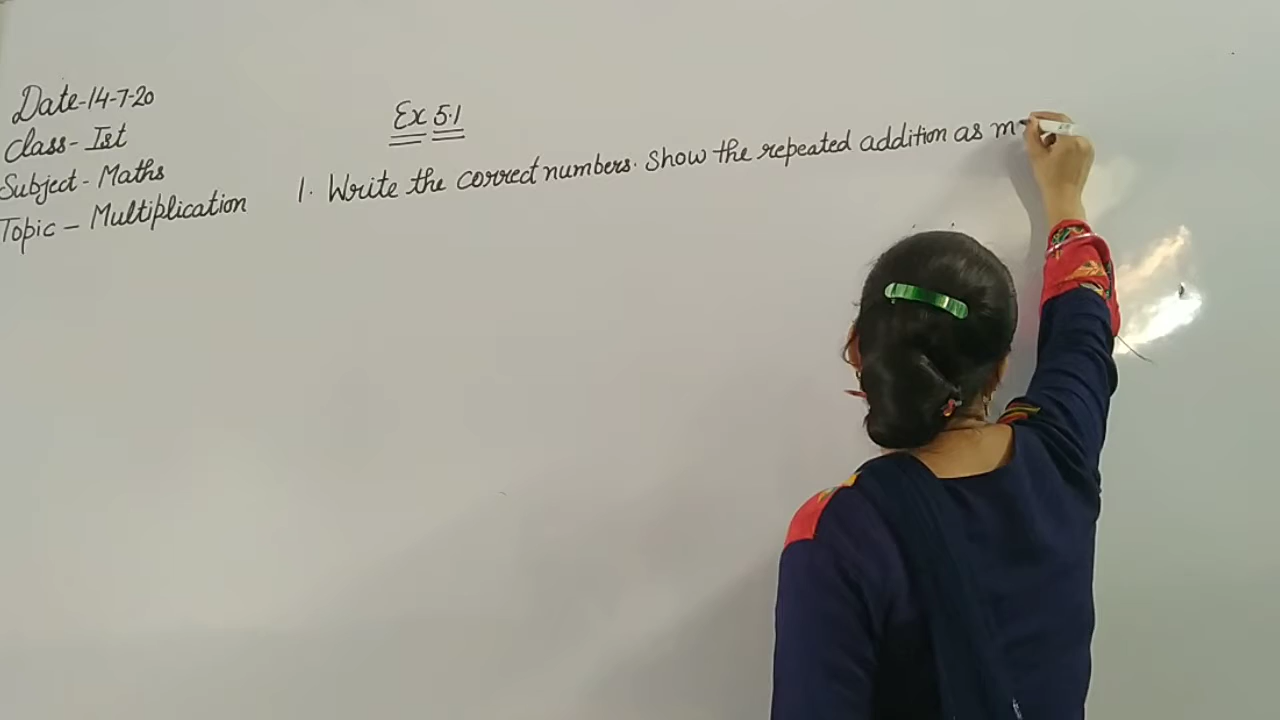 Date-14-7-20
Class-Ist
Subject-Maths
Topic-Multiplication
Ex 5.1
1. Write the correct numbers. Show the repeated addition as m